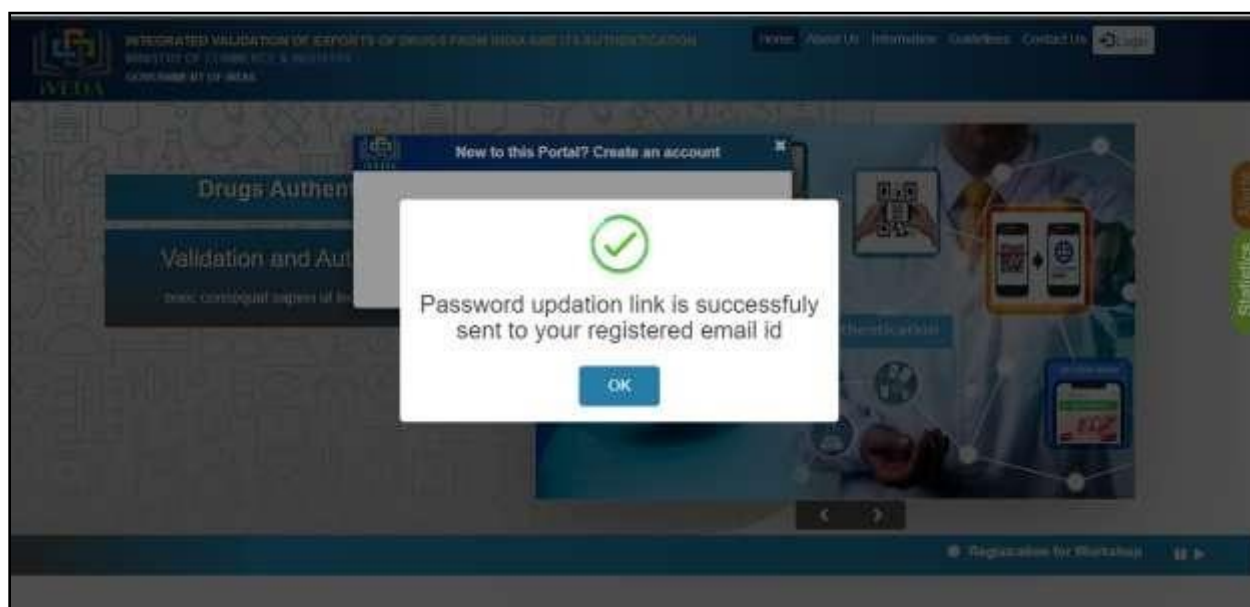 INTEGRATED VALIDATION OF EXPORTS OF DRUGS FROM INDIA AND ITS AUTHENTICATION
MINISTRY OF COMMERCE & INDUSTRY
GOVERNMENT OF INDIA
iVEDA
Home About Us Information Guidelines Contact Us Login
New to this Portal? Create an account
Drugs Authen
Validation and Aut
Password updation link is successfuly
sent to your registered email id
OK
thentication
Alerts
Statistics
Registration for Workshop